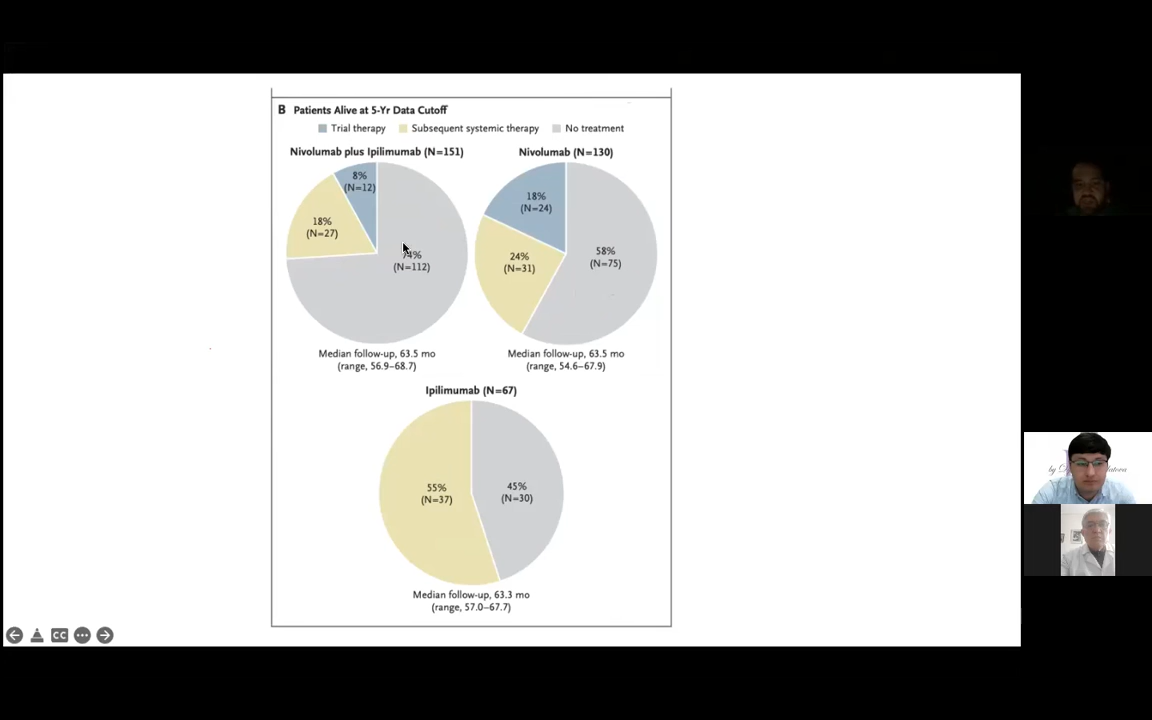 B Patients Alive at 5-Yr Data Cutoff
Trial therapy Subsequent systemic therapy No treatment
Nivolumab plus Ipilimumab (N=151)
8%
(N=12)
18%
(N=27)
(N=112)
Median follow-up, 63.5 mo
(range, 56.9–68.7)
Nivolumab (N=130)
18%
(N=24)
24%
(N=31)
58%
(N=75)
Median follow-up, 63.5 mo
(range, 54.6–67.9)
Ipilimumab (N=67)
55%
(N=37)
45%
(N=30)
Median follow-up, 63.3 mo
(range, 57.0–67.7)
CC
by